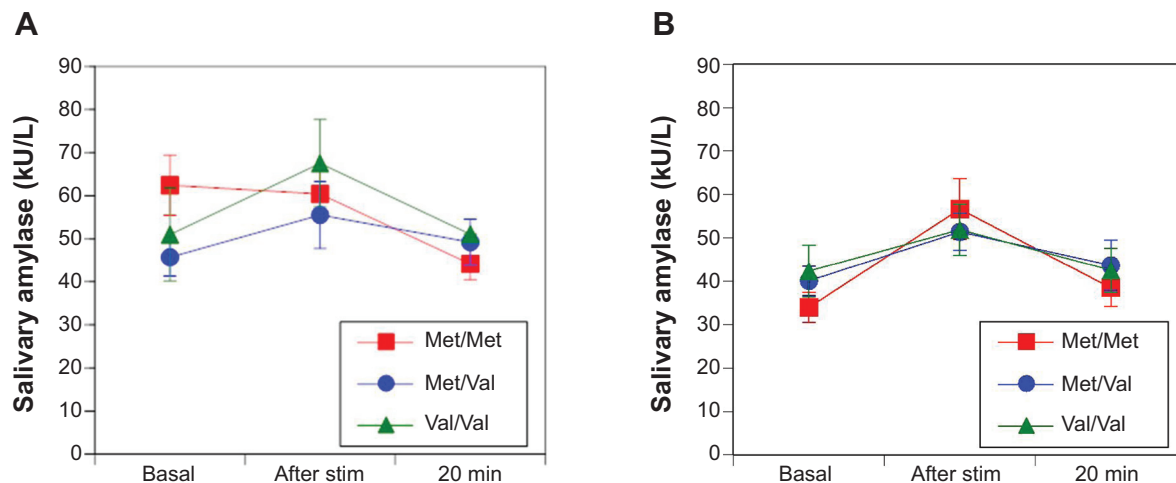 A
Salivary amylase (kU/L)
90
80
70
60
50
40
30
20
10
0
Basal After stim 20 min
Met/Met
Met/Val
Val/Val
B
Salivary amylase (kU/L)
90
80
70
60
50
40
30
20
10
0
Basal After stim 20 min
Met/Met
Met/Val
Val/Val